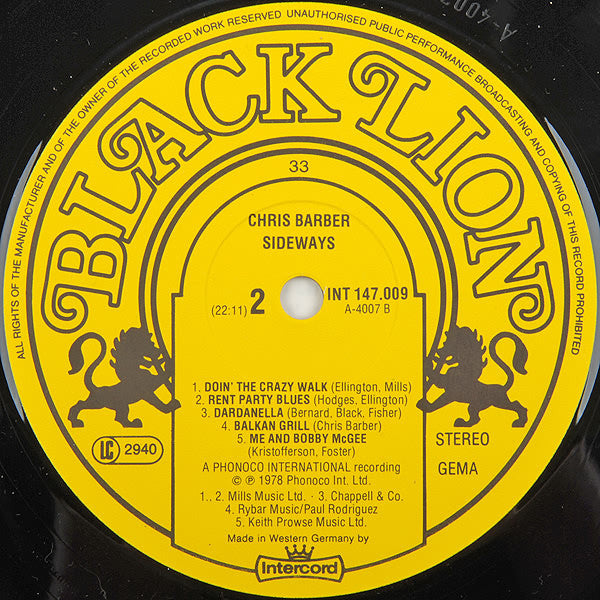 A-4007
ALL RIGHTS OF THE MANUFACTURER AND OF THE OWNER OF THE RECORDED WORK RESERVED UNAUTHORISED PUBLIC PERFORMANCE BROADCASTING AND COPYING OF THIS RECORD PROHIBITED
BLACK LION
33
CHRIS BARBER
SIDEWAYS
(22:11) 2 INT 147.009
A-4007 B
1. DOIN' THE CRAZY WALK (Ellington, Mills)
2. RENT PARTY BLUES (Hodges, Ellington)
3. DARDANELLA (Bernard, Black, Fisher)
4. BALKAN GRILL (Chris Barber)
5. ME AND BOBBY McGEE
(Kristofferson, Foster)
LC 2940
STEREO
GEMA
A PHONOCO INTERNATIONAL recording
© ℗ 1978 Phonoco Int. Ltd.
1.. 2. Mills Music Ltd. · 3. Chappell & Co.
4. Rybar Music/Paul Rodriguez
5. Keith Prowse Music Ltd.
Made in Western Germany by
Intercord